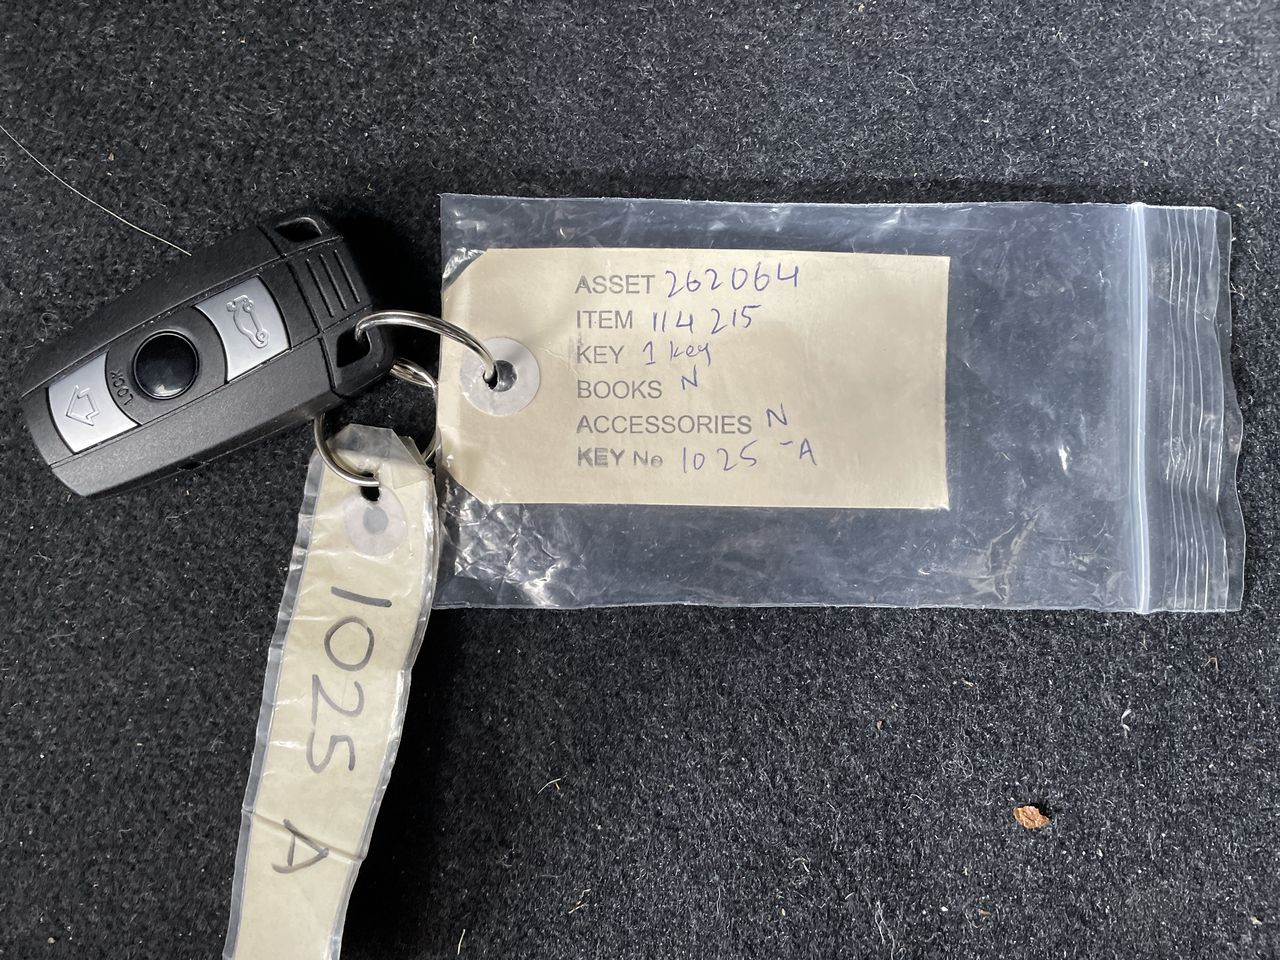 ASSET 262064
ITEM 114215
KEY 1 key
BOOKS N
ACCESSORIES N
KEY No 1025 -A
LOCK
1025 A